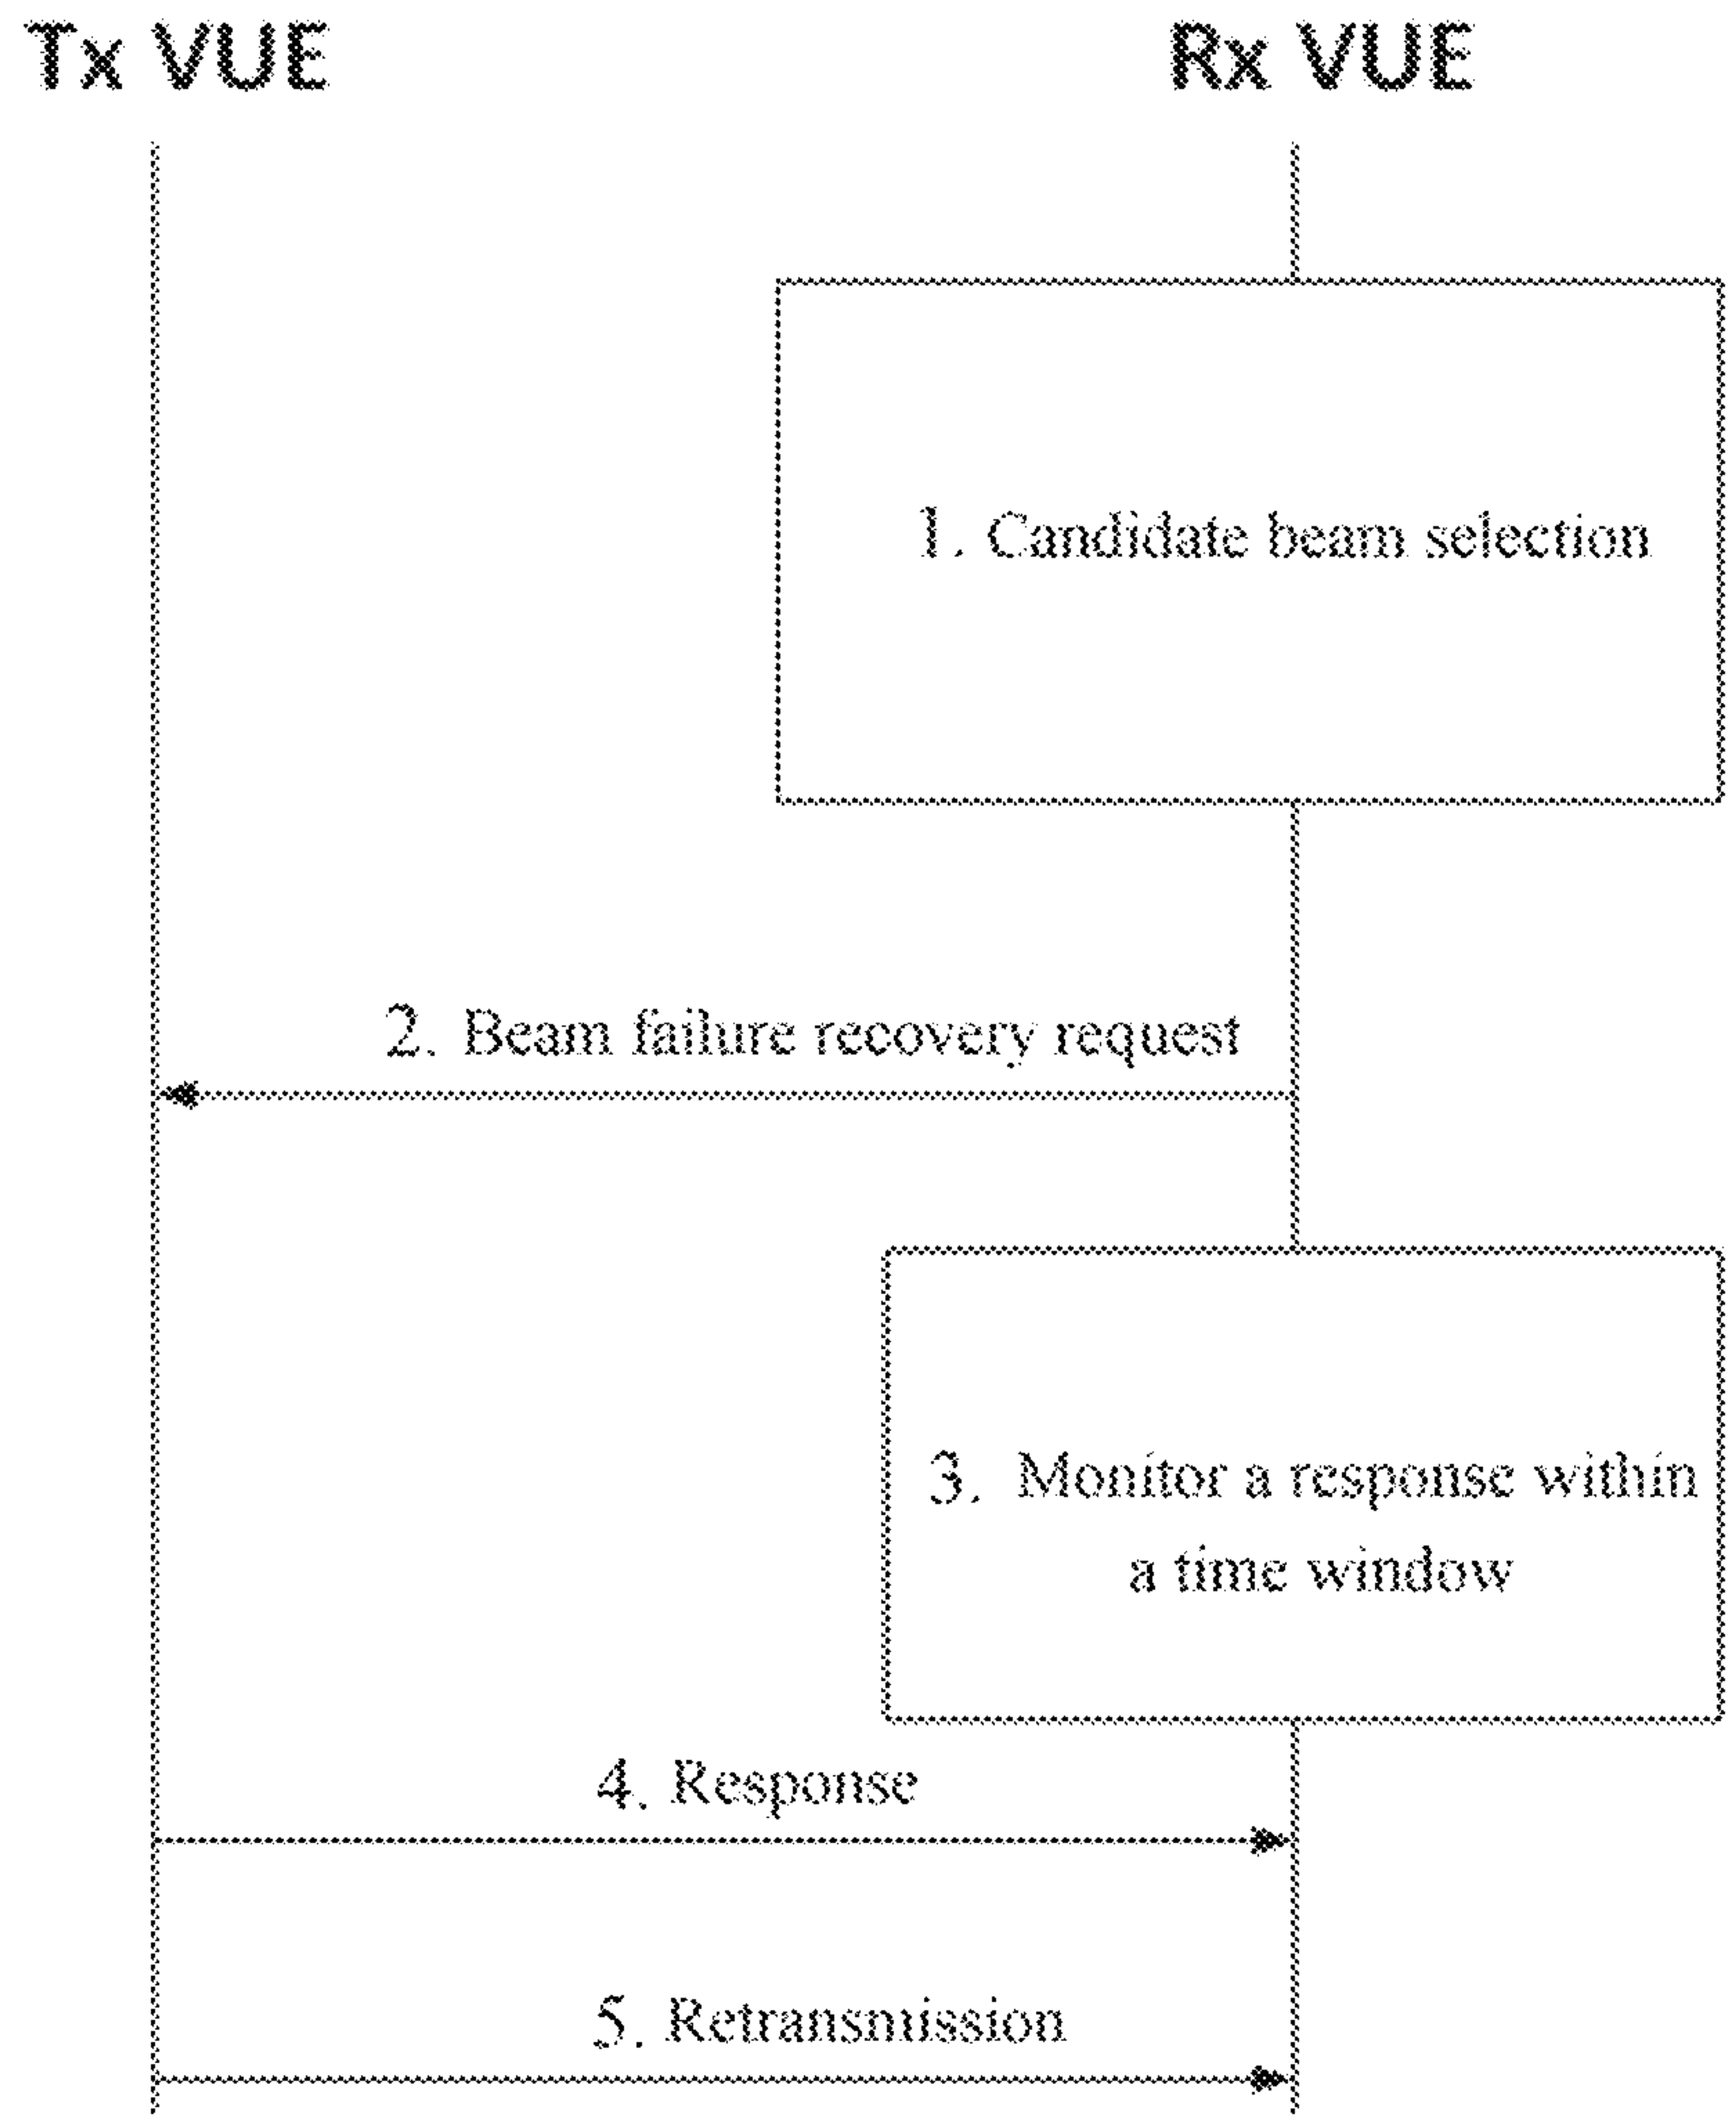 Tx VUE
Rx VUE
1. Candidate beam selection
2. Beam failure recovery request
3. Monitor a response within
a time window
4. Response
5. Retransmission